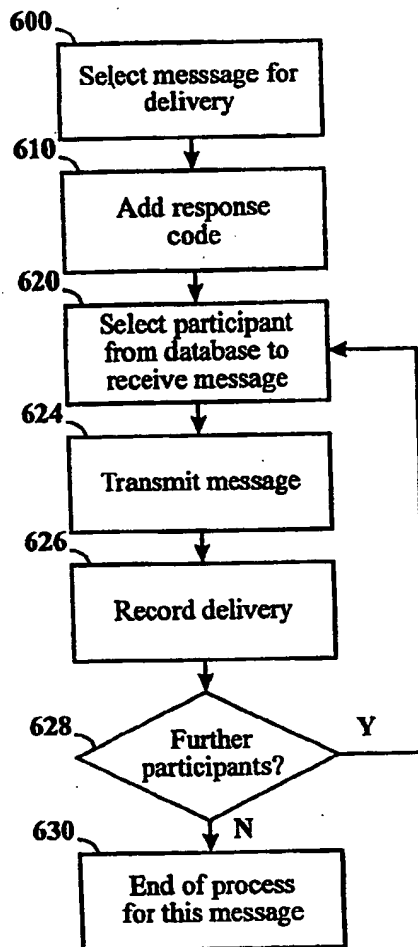 600
Select messsage for
delivery
610
Add response
code
620
Select participant
from database to
receive message
624
Transmit message
626
Record delivery
628
Further
participants?
Y
N
630
End of process
for this message